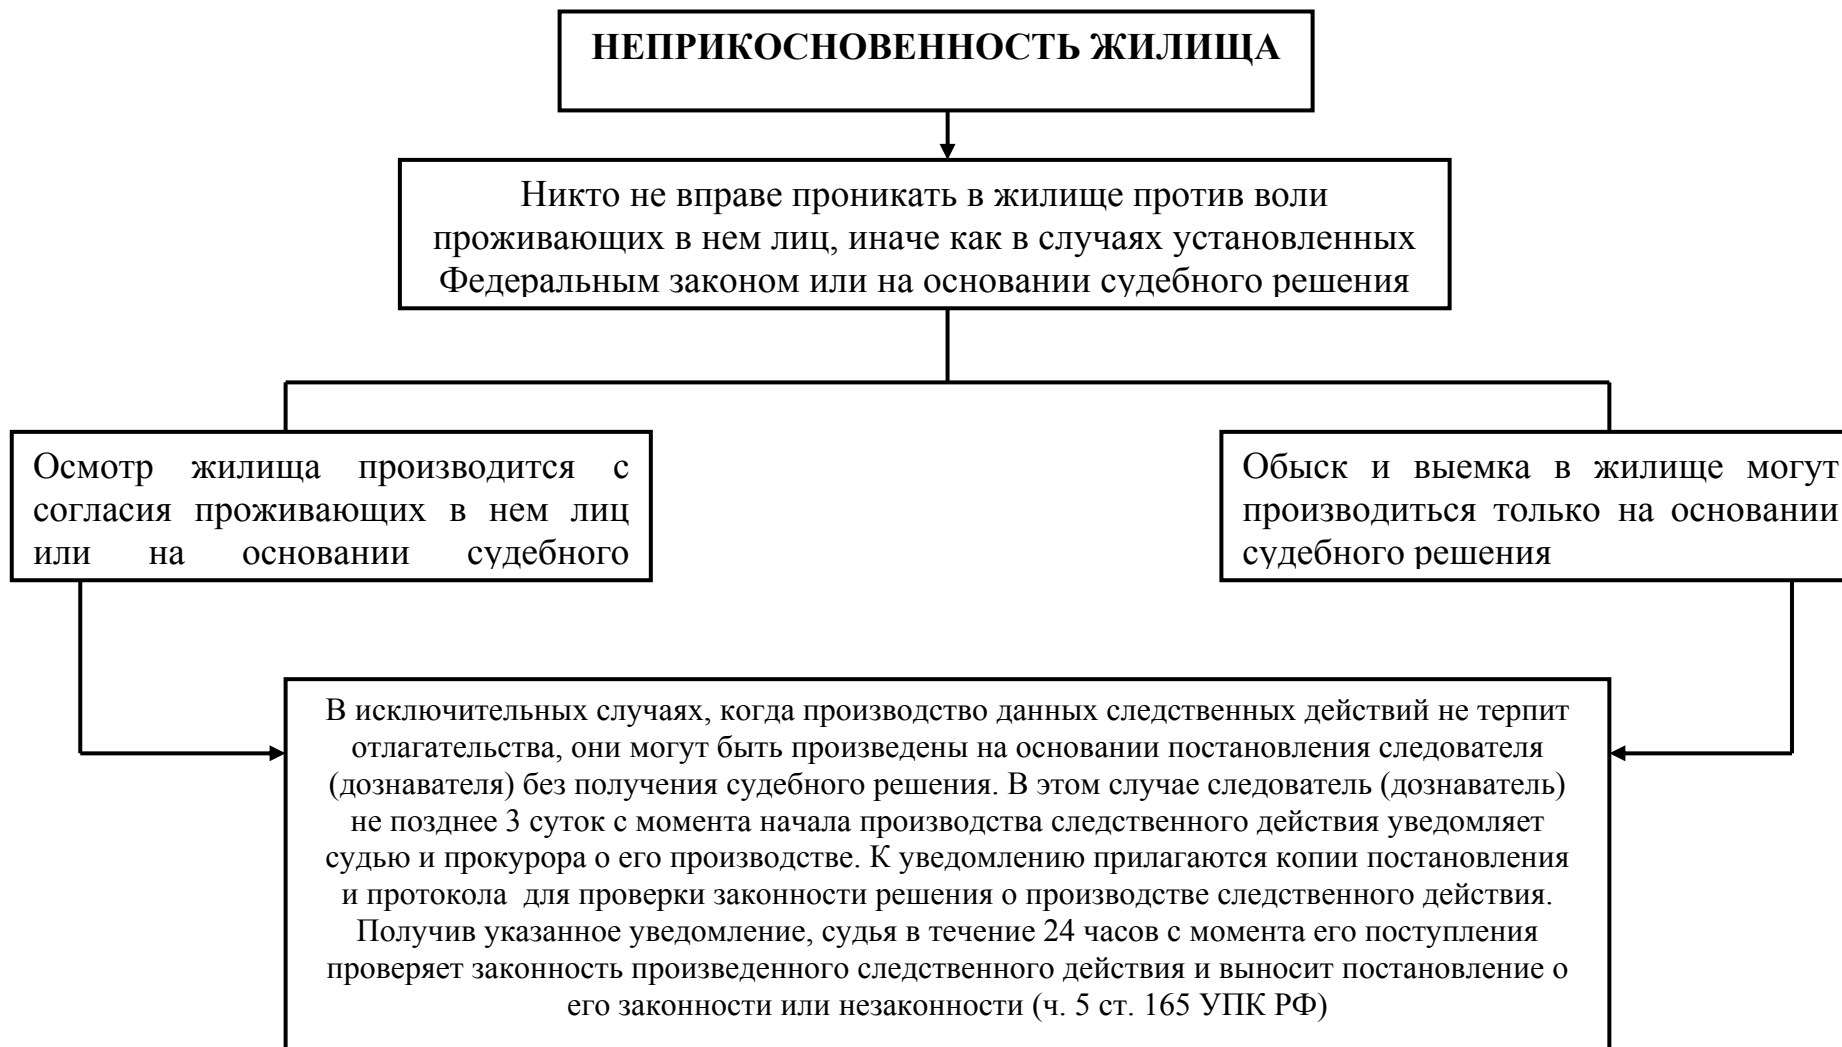 НЕПРИКОСНОВЕННОСТЬ ЖИЛИЩА
Никто не вправе проникать в жилище против воли
проживающих в нем лиц, иначе как в случаях установленных
Федеральным законом или на основании судебного решения
Осмотр жилища производится с
согласия проживающих в нем лиц
или на основании судебного
Обыск и выемка в жилище могут
производиться только на основании
судебного решения
В исключительных случаях, когда производство данных следственных действий не терпит
отлагательства, они могут быть произведены на основании постановления следователя
(дознавателя) без получения судебного решения. В этом случае следователь (дознаватель)
не позднее 3 суток с момента начала производства следственного действия уведомляет
судью и прокурора о его производстве. К уведомлению прилагаются копии постановления
и протокола для проверки законности решения о производстве следственного действия.
Получив указанное уведомление, судья в течение 24 часов с момента его поступления
проверяет законность произведенного следственного действия и выносит постановление о
его законности или незаконности (ч. 5 ст. 165 УПК РФ)